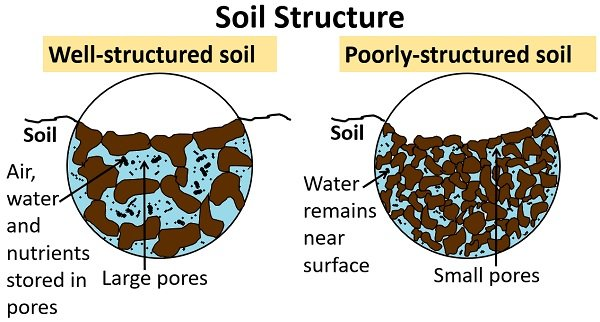 Soil Structure
Well-structured soil
Poorly-structured soil
Soil
Air,
water
and
nutrients
stored in
pores
Large pores
Soil
Water
remains
near
surface
Small pores